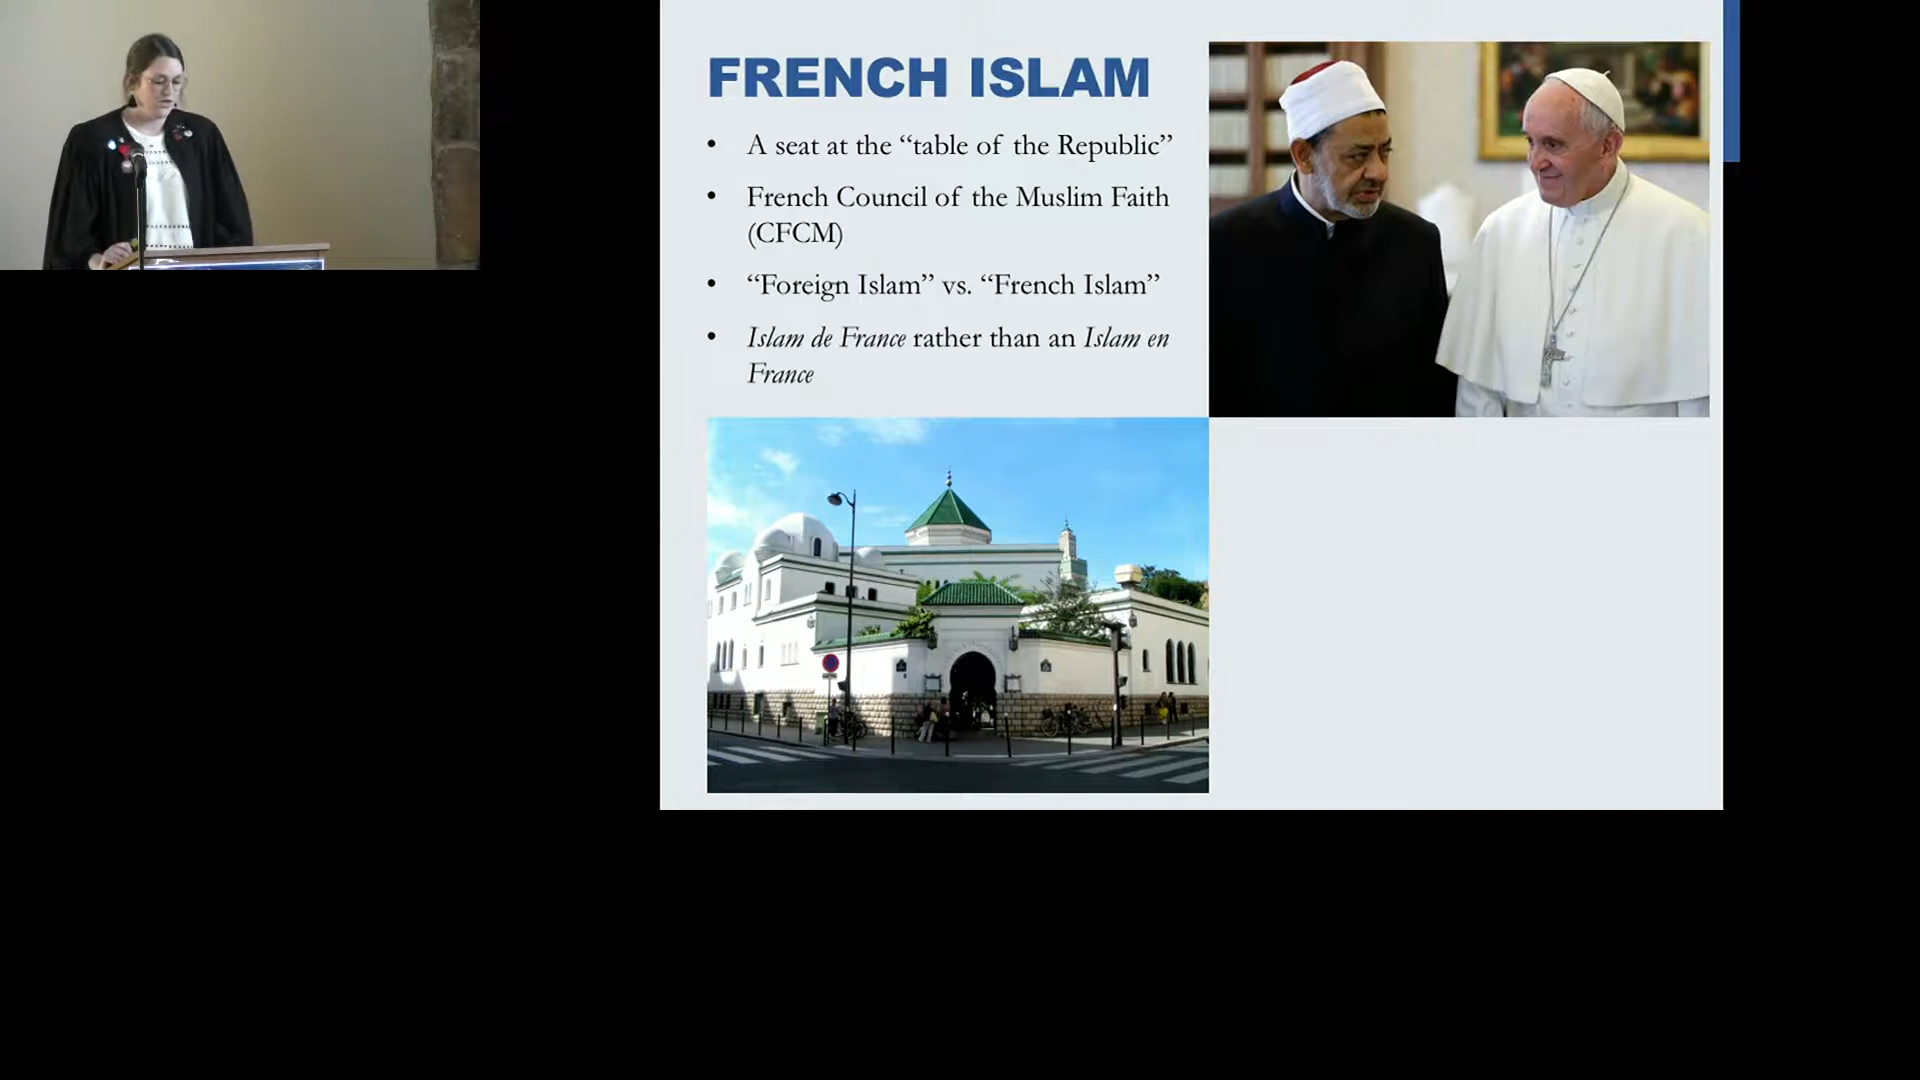 FRENCH ISLAM
• A seat at the “table of the Republic”
• French Council of the Muslim Faith
(CFCM)
• “Foreign Islam” vs. “French Islam”
• Islam de France rather than an Islam en
France